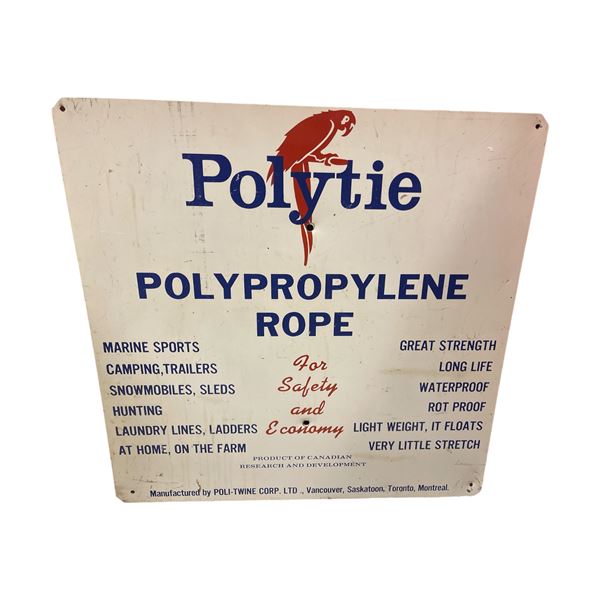 Polytie
POLYPROPYLENE
ROPE
MARINE SPORTS
CAMPING,TRAILERS
SNOWMOBILES, SLEDS
HUNTING
LAUNDRY LINES, LADDERS
AT HOME, ON THE FARM
For
Safety
and
Economy
GREAT STRENGTH
LONG LIFE
WATERPROOF
ROT PROOF
LIGHT WEIGHT, IT FLOATS
VERY LITTLE STRETCH
PRODUCT OF CANADIAN
RESEARCH AND DEVELOPMENT
Manufactured by POLI-TWINE CORP. LTD ., Vancouver, Saskatoon, Toronto, Montreal.